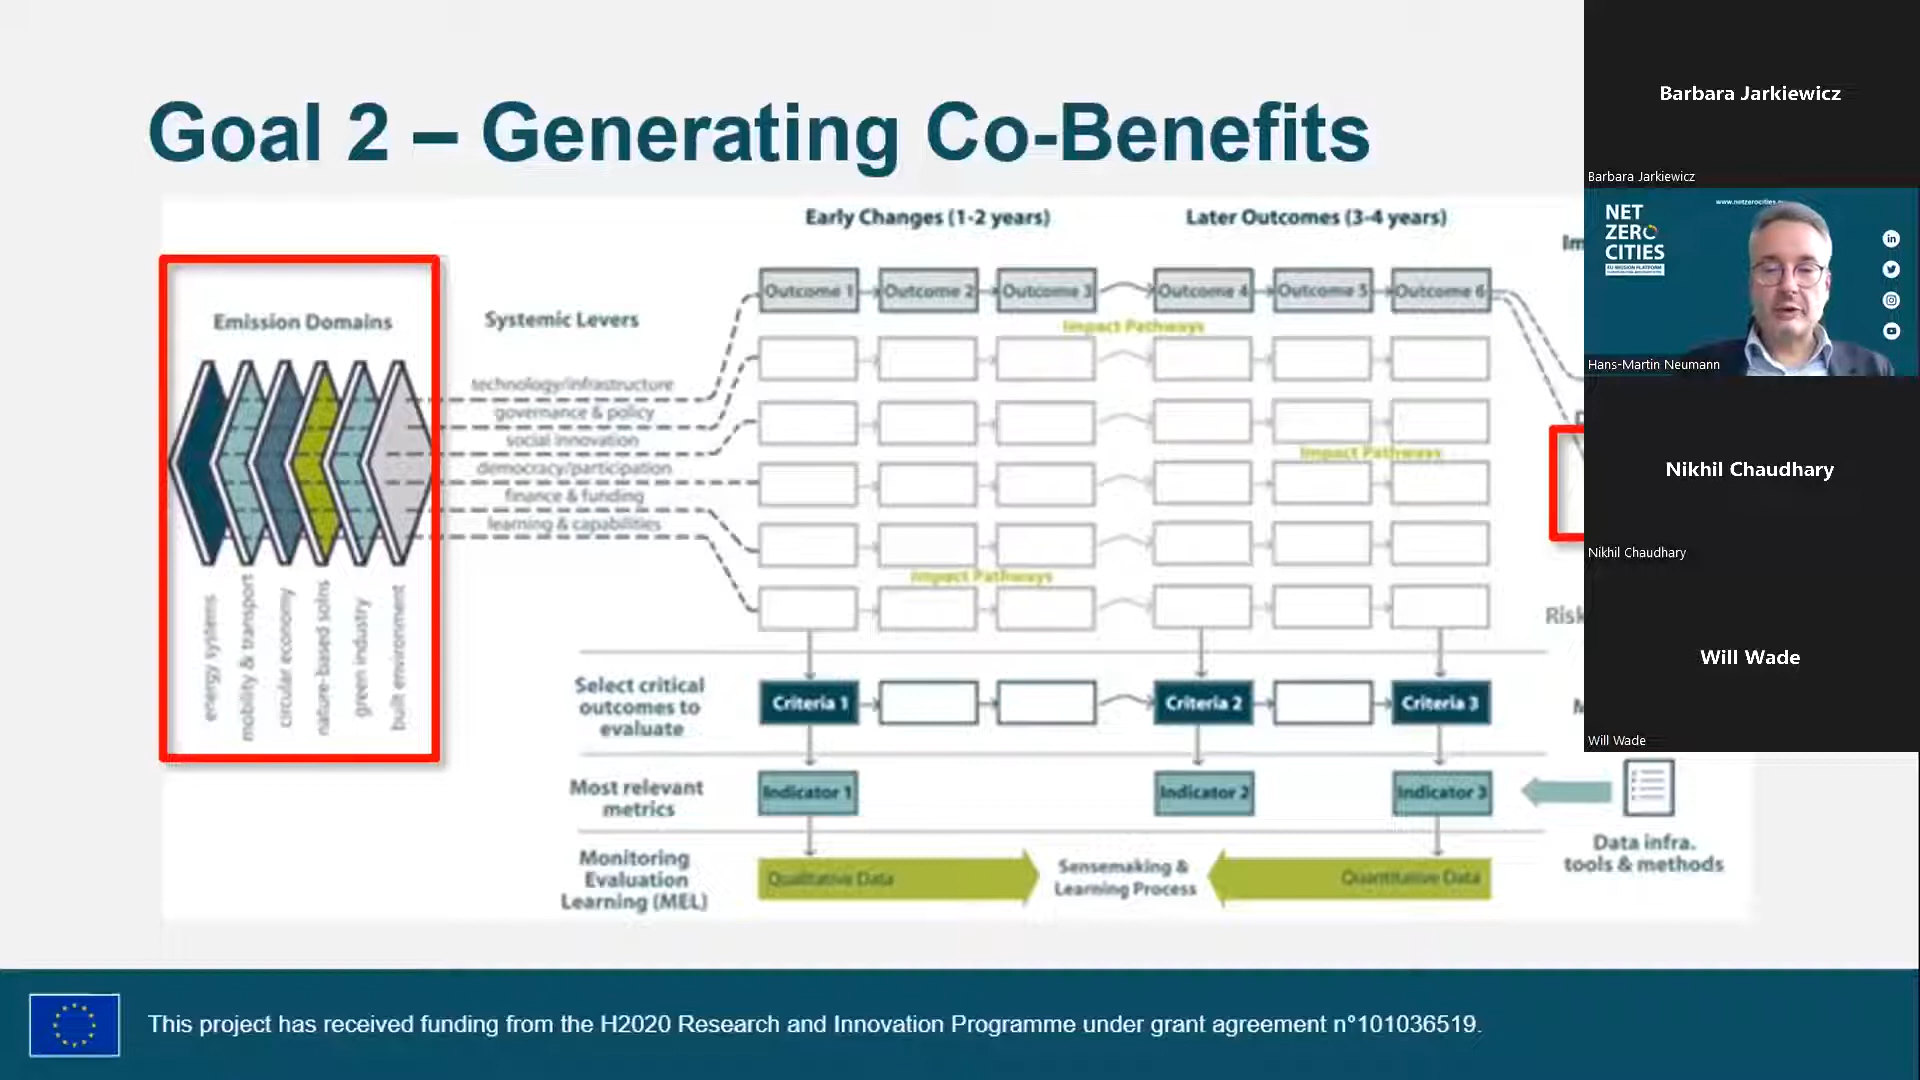 Goal 2 – Generating Co-Benefits
Early Changes (1-2 years)
Later Outcomes (3-4 years)
Emission Domains
Systemic Levers
Outcome 1
Outcome 2
Outcome 3
Outcome 4
Outcome 5
Outcome 6
Impact Pathways
technology/infrastructure
governance & policy
social innovation
democracy/participation
finance & funding
learning & capabilities
Impact Pathways
Impact Pathways
energy systems
mobility & transport
circular economy
nature-based solns
green industry
built environment
Select critical
outcomes to
evaluate
Criteria 1
Criteria 2
Criteria 3
Most relevant
metrics
Indicator 1
Indicator 2
Indicator 3
Data infra.
tools & methods
Monitoring
Evaluation
Learning (MEL)
Qualitative Data
Sensemaking &
Learning Process
Quantitative Data
This project has received funding from the H2020 Research and Innovation Programme under grant agreement n°101036519.
Barbara Jarkiewicz
Barbara Jarkiewicz
NET
ZERO
CITIES
EU MISSION PLATFORM
Hans-Martin Neumann
Nikhil Chaudhary
Nikhil Chaudhary
Will Wade
Will Wade